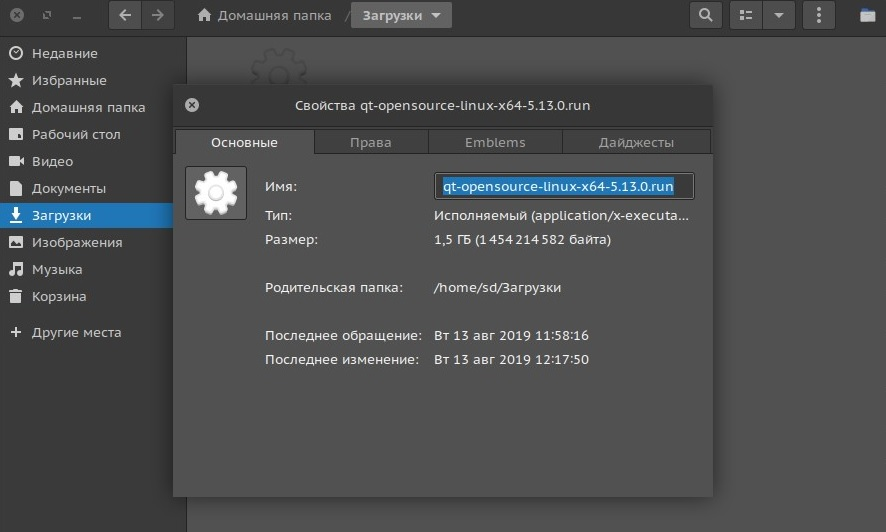 Домашняя папка / Загрузки
Недавние
Избранные
Домашняя папка
Рабочий стол
Видео
Документы
Загрузки
Изображения
Музыка
Корзина
Другие места
Свойства qt-opensource-linux-x64-5.13.0.run
Основные Права Emblems Дайджесты
Имя: qt-opensource-linux-x64-5.13.0.run
Тип: Исполняемый (application/x-executa...
Размер: 1,5 ГБ (1 454 214 582 байта)
Родительская папка: /home/sd/Загрузки
Последнее обращение: Вт 13 авг 2019 11:58:16
Последнее изменение: Вт 13 авг 2019 12:17:50